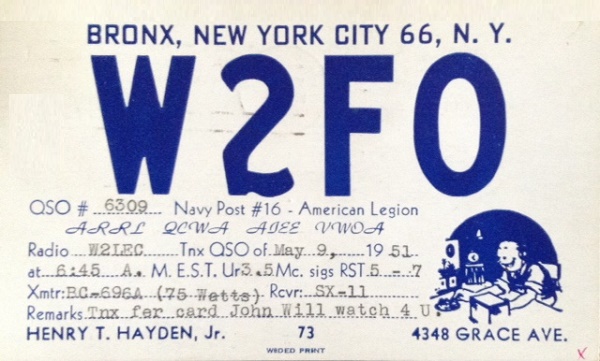 BRONX, NEW YORK CITY 66, N. Y.
W2FO
QSO # 6309 Navy Post #16 - American Legion
ARRL QCWA AIEE VWOA
Radio W2LEC Tnx QSO of May 9, 1951
at 6:45 A. M. E.S.T. Ur 3.5 Mc. sigs RST 5 - 7
Xmtr: BC-696A (75 Watts) Rcvr: SX-11
Remarks Tnx fer card John Will watch 4 U.
HENRY T. HAYDEN, Jr. 73 4348 GRACE AVE.
WRDED PRINT
X